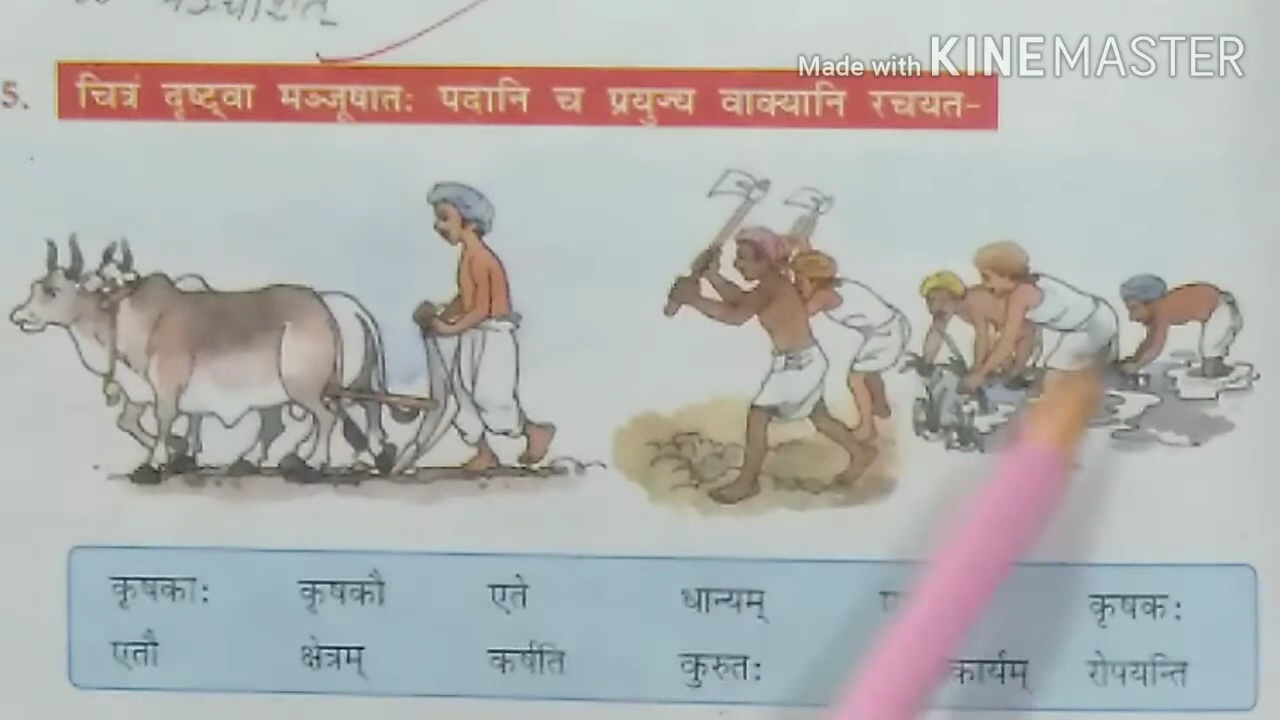 Made with KINEMASTER
5. चित्रं दृष्ट्वा मञ्जूषातः पदानि च प्रयुज्य वाक्यानि रचयत-
कृषकाः कृषकौ एते धान्यम् कृषकः
एतौ क्षेत्रम् कर्षति कुरुतः कार्यम् रोपयन्ति